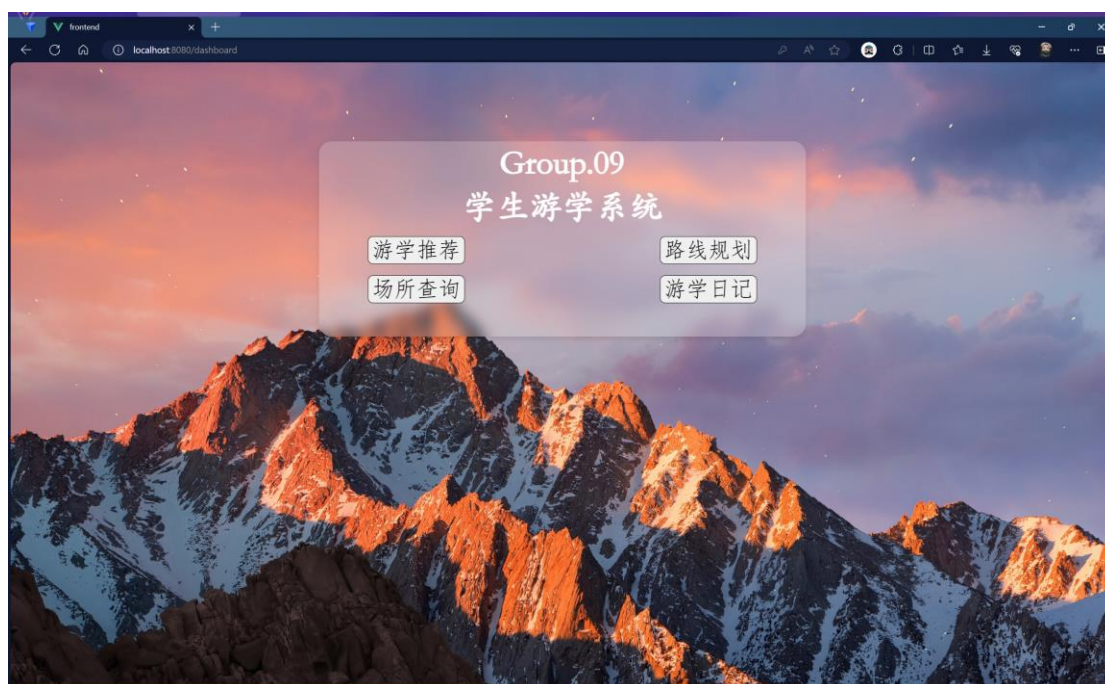 frontend
localhost:8080/dashboard
Group.09
学生游学系统
游学推荐
路线规划
场所查询
游学日记